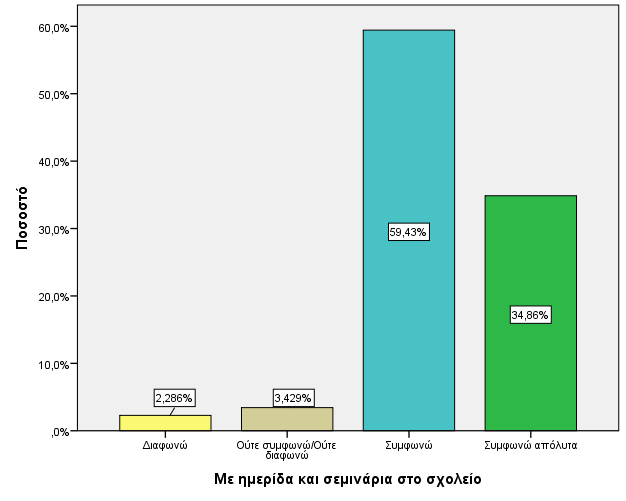 Ποσοστό
60,0%
50,0%
40,0%
30,0%
20,0%
10,0%
,0%
2,286%
3,429%
59,43%
34,86%
Διαφωνώ
Ούτε συμφωνώ/Ούτε
διαφωνώ
Συμφωνώ
Συμφωνώ απόλυτα
Με ημερίδα και σεμινάρια στο σχολείο